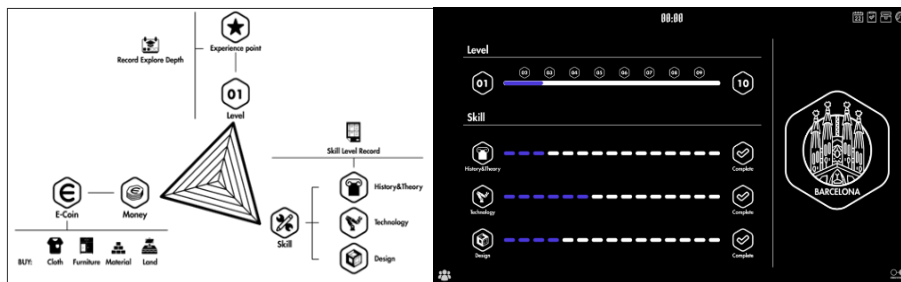 Experience point
Record Explore Depth
01
Level
Skill Level Record
History&Theory
E-Coin
Money
Skill
Technology
Design
BUY:
Cloth
Furniture
Material
Land
00:00
22
Level
01
02
03
04
05
06
07
08
09
10
Skill
History&Theory
Complete
Technology
Complete
Design
Complete
BARCELONA